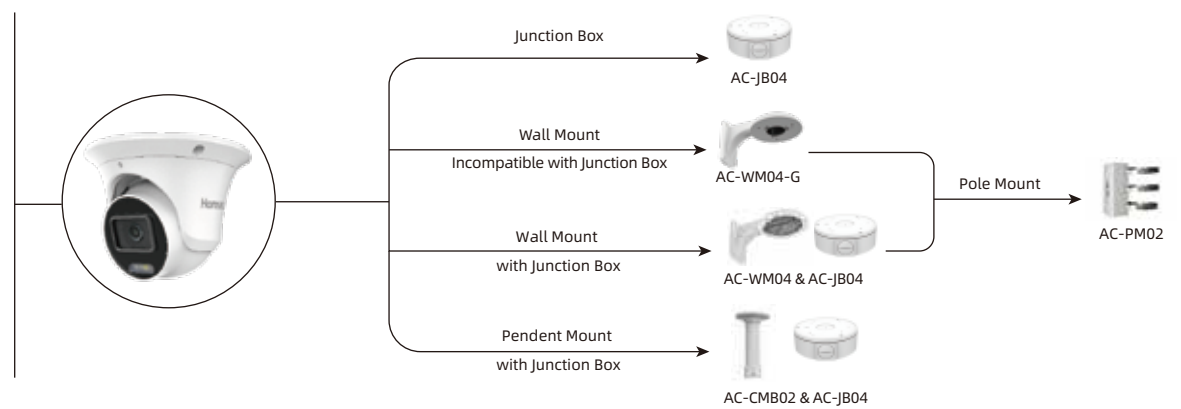 Junction Box
AC-JB04
Wall Mount
Incompatible with Junction Box
AC-WM04-G
Pole Mount
AC-PM02
Wall Mount
with Junction Box
AC-WM04 & AC-JB04
Pendent Mount
with Junction Box
AC-CMB02 & AC-JB04